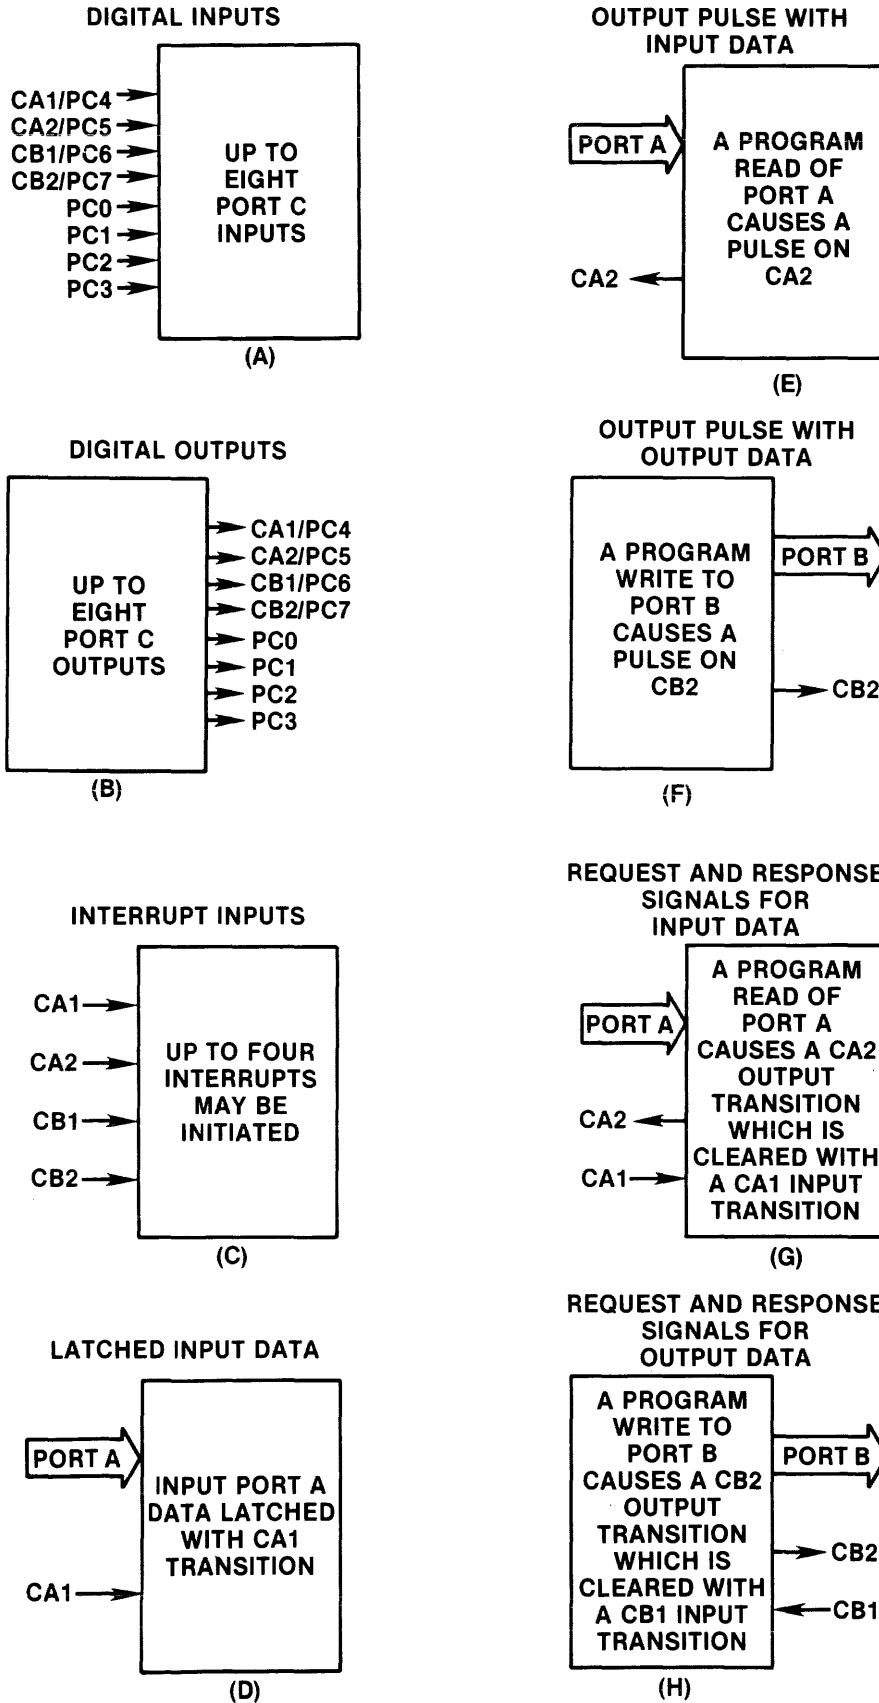 DIGITAL INPUTS
CA1/PC4
CA2/PC5
CB1/PC6
CB2/PC7
PC0
PC1
PC2
PC3
UP TO
EIGHT
PORT C
INPUTS
(A)
DIGITAL OUTPUTS
UP TO
EIGHT
PORT C
OUTPUTS
CA1/PC4
CA2/PC5
CB1/PC6
CB2/PC7
PC0
PC1
PC2
PC3
(B)
INTERRUPT INPUTS
CA1
CA2
CB1
CB2
UP TO FOUR
INTERRUPTS
MAY BE
INITIATED
(C)
LATCHED INPUT DATA
PORT A
CA1
INPUT PORT A
DATA LATCHED
WITH CA1
TRANSITION
(D)
OUTPUT PULSE WITH
INPUT DATA
PORT A
CA2
A PROGRAM
READ OF
PORT A
CAUSES A
PULSE ON
CA2
(E)
OUTPUT PULSE WITH
OUTPUT DATA
A PROGRAM
WRITE TO
PORT B
CAUSES A
PULSE ON
CB2
PORT B
CB2
(F)
REQUEST AND RESPONSE
SIGNALS FOR
INPUT DATA
PORT A
CA2
CA1
A PROGRAM
READ OF
PORT A
CAUSES A CA2
OUTPUT
TRANSITION
WHICH IS
CLEARED WITH
A CA1 INPUT
TRANSITION
(G)
REQUEST AND RESPONSE
SIGNALS FOR
OUTPUT DATA
A PROGRAM
WRITE TO
PORT B
CAUSES A CB2
OUTPUT
TRANSITION
WHICH IS
CLEARED WITH
A CB1 INPUT
TRANSITION
PORT B
CB2
CB1
(H)